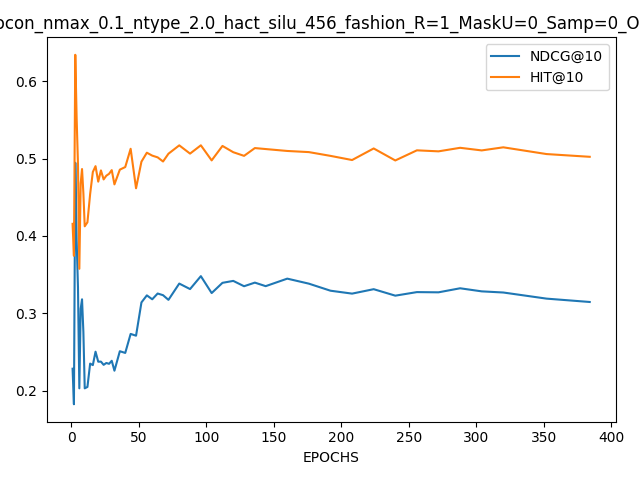 ocon_nmax_0.1_ntype_2.0_hact_silu_456_fashion_R=1_MaskU=0_Samp=0_O
NDCG@10
HIT@10
0.6
0.5
0.4
0.3
0.2
0 50 100 150 200 250 300 350 400
EPOCHS